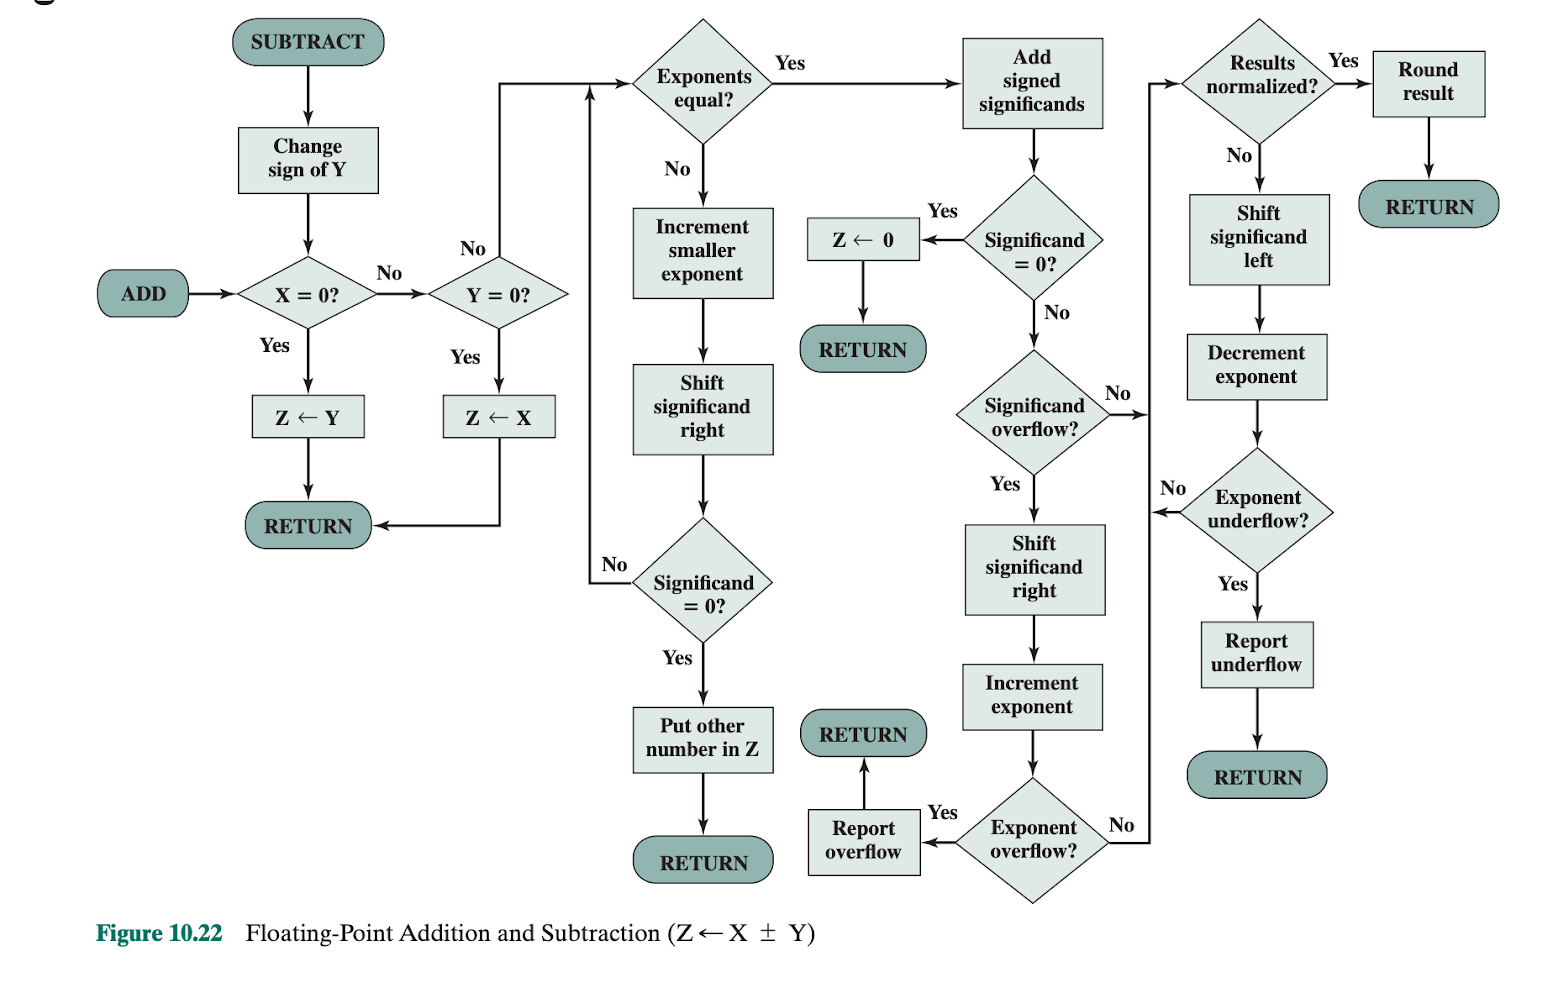 SUBTRACT
Change
sign of Y
ADD
X = 0?
No
Yes
Z ← Y
RETURN
Y = 0?
No
Yes
Z ← X
Exponents
equal?
Yes
No
Increment
smaller
exponent
Shift
significand
right
Significand
= 0?
No
Yes
Put other
number in Z
RETURN
Add
signed
significands
Significand
= 0?
Yes
Z ← 0
RETURN
No
Significand
overflow?
No
Yes
Shift
significand
right
Increment
exponent
Exponent
overflow?
Yes
Report
overflow
RETURN
No
Results
normalized?
Yes
Round
result
RETURN
No
Shift
significand
left
Decrement
exponent
Exponent
underflow?
No
Yes
Report
underflow
RETURN
Figure 10.22 Floating-Point Addition and Subtraction (Z ← X ± Y)